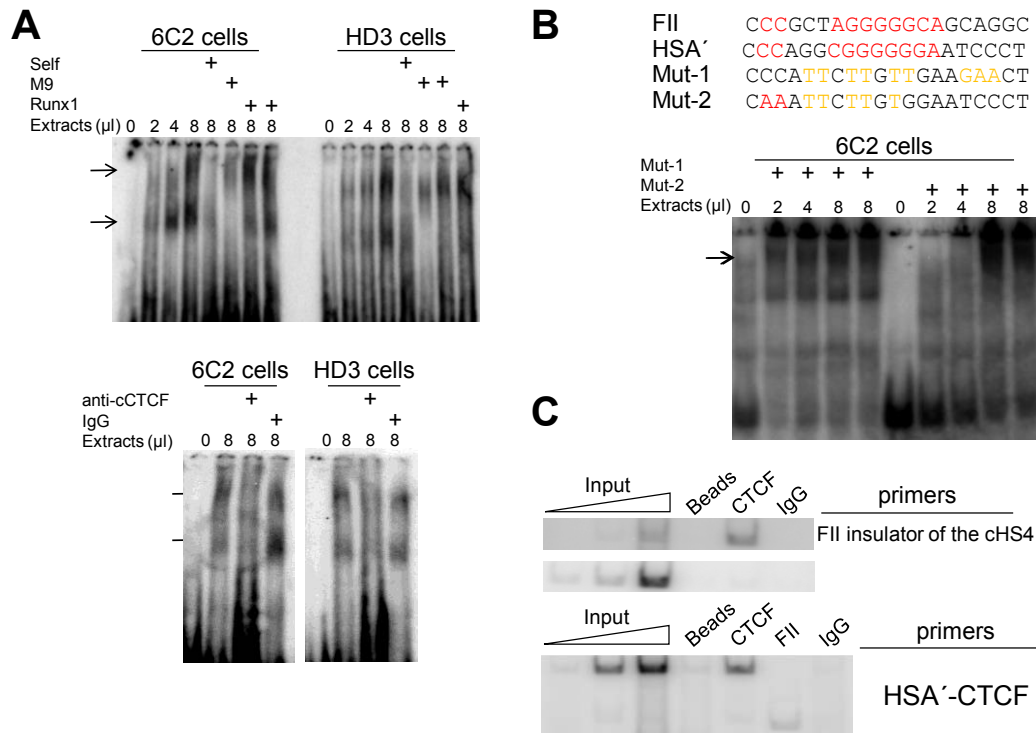 A
6C2 cells HD3 cells
Self + +
M9 + + +
Runx1 + + +
Extracts (µl) 0 2 4 8 8 8 8 8 0 2 4 8 8 8 8 8
6C2 cells HD3 cells
anti-cCTCF + +
IgG + +
Extracts (µl) 0 8 8 8 0 8 8 8
B
FII CCCGCTAGGGGGCAGCAGGC
HSA´ CCCAGGCGGGGGGAATCCCT
Mut-1 CCCATTCTTGTTGAAGAACT
Mut-2 CAAATTCTTGTGGAATCCCT
6C2 cells
Mut-1 + + + +
Mut-2 + + + +
Extracts (µl) 0 2 4 8 8 0 2 4 8 8
C
Input Beads CTCF IgG primers
FII insulator of the cHS4
Input Beads CTCF FII IgG primers
HSA´-CTCF